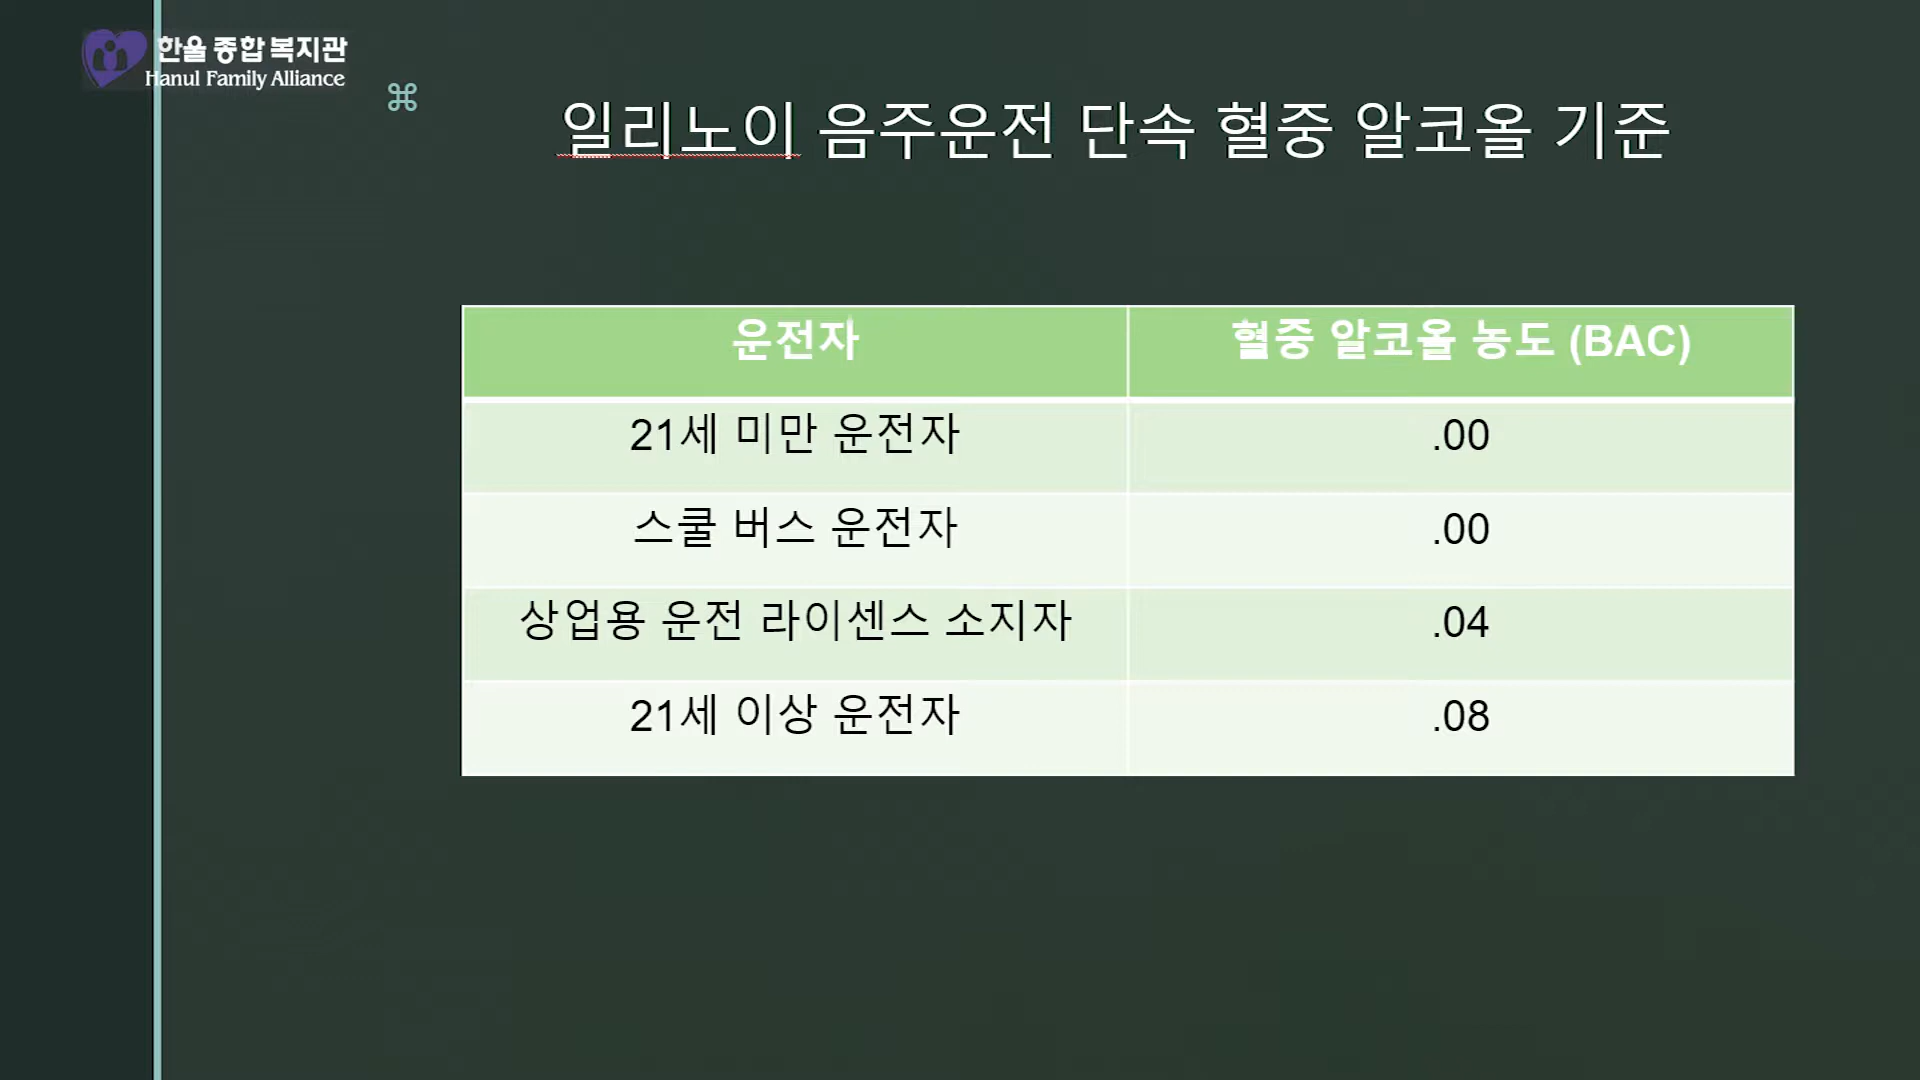 한울 종합 복지관
Hanul Family Alliance
⌘
일리노이 음주운전 단속 혈중 알코올 기준
운전자 혈중 알코올 농도 (BAC)
21세 미만 운전자 .00
스쿨 버스 운전자 .00
상업용 운전 라이센스 소지자 .04
21세 이상 운전자 .08